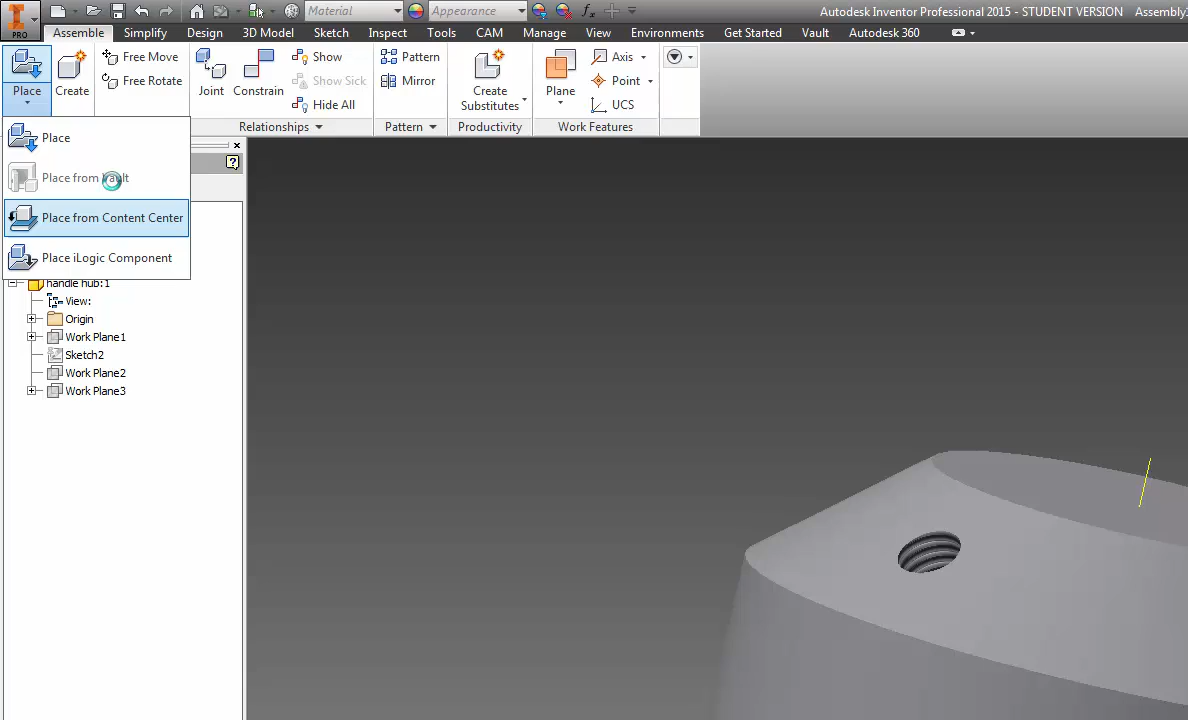 Material
Appearance
Autodesk Inventor Professional 2015 - STUDENT VERSION Assembly1
PRO
Assemble Simplify Design 3D Model Sketch Inspect Tools CAM Manage View Environments Get Started Vault Autodesk 360
Place
Create
Free Move
Free Rotate
Joint
Constrain
Show
Show Sick
Hide All
Relationships
Pattern
Mirror
Pattern
Create
Substitutes
Productivity
Plane
Axis
Point
UCS
Work Features
Place
Place from Vault
Place from Content Center
Place iLogic Component
handle hub:1
View:
Origin
Work Plane1
Sketch2
Work Plane2
Work Plane3